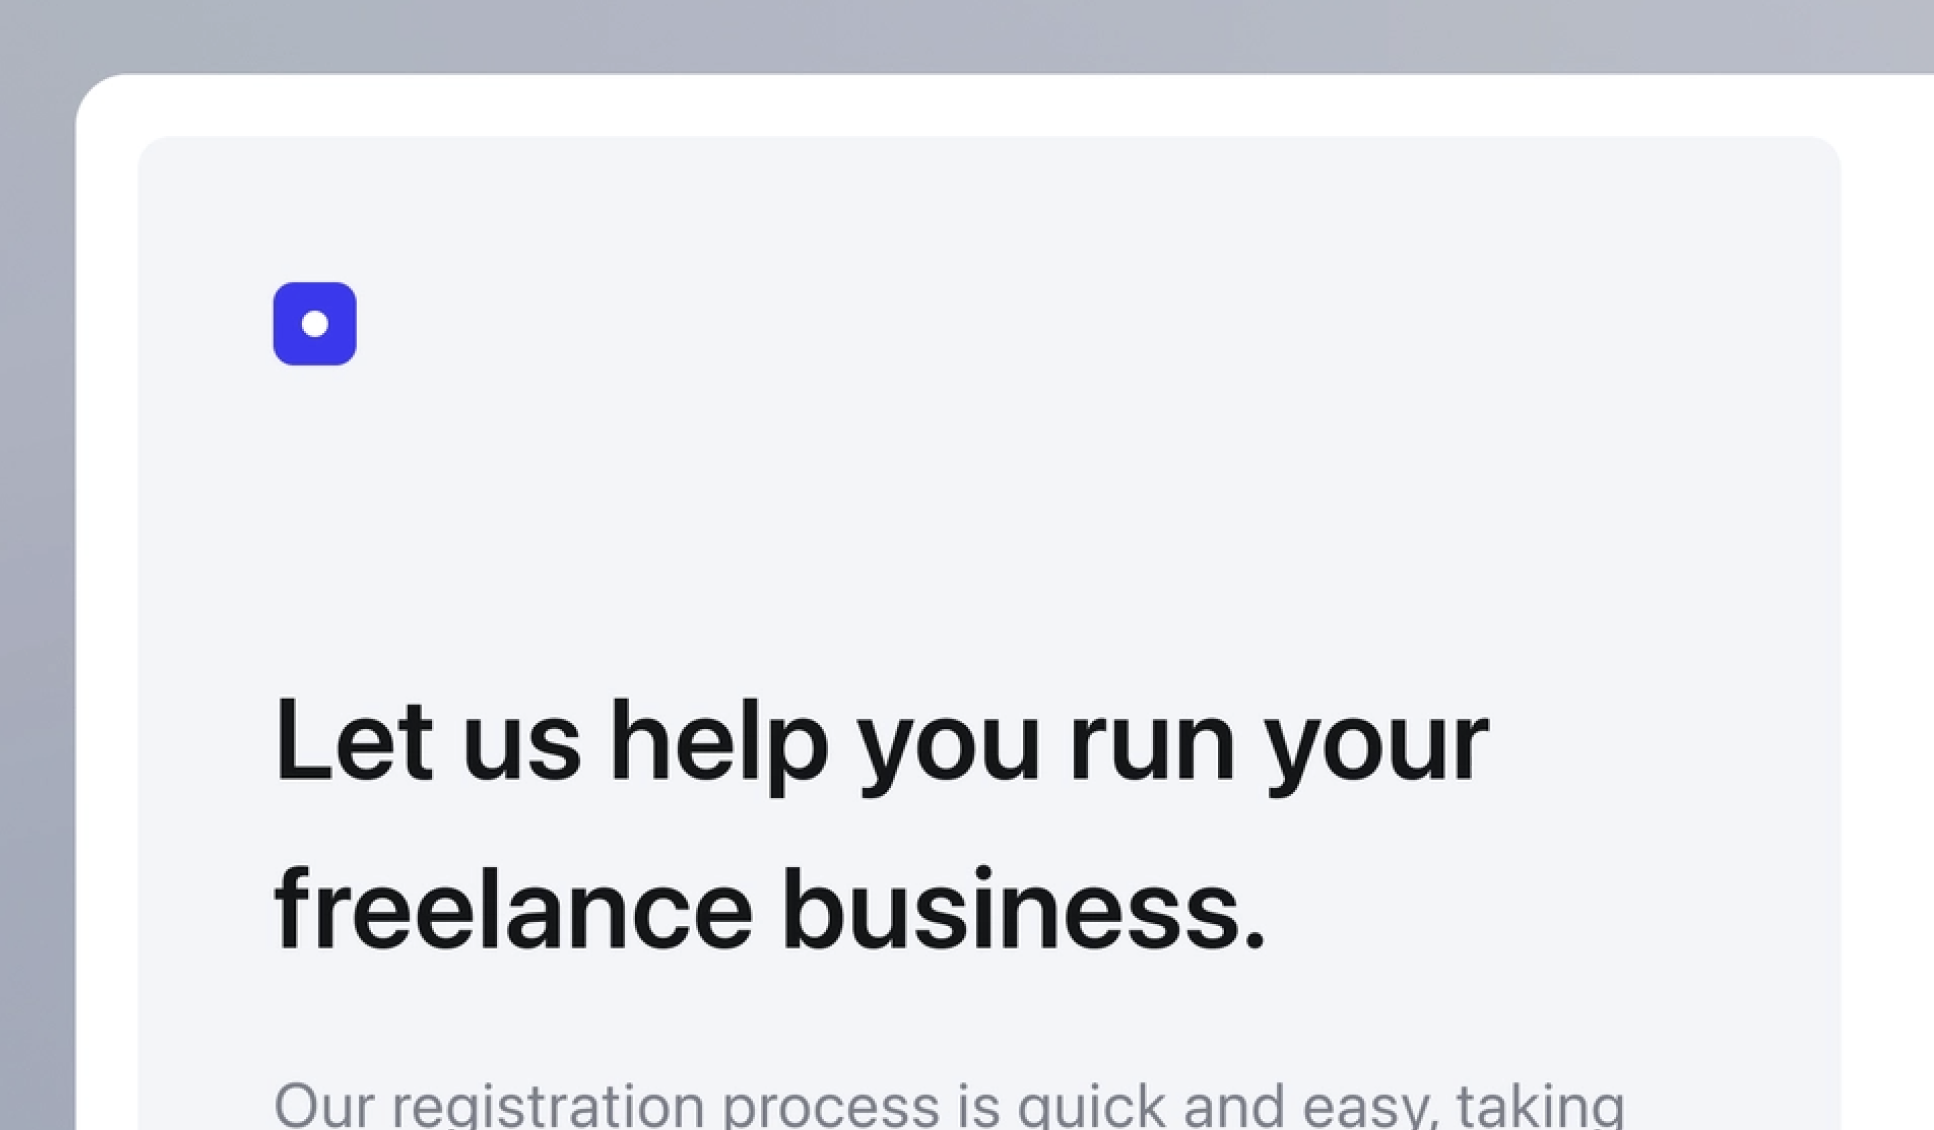 Let us help you run your
freelance business.
Our registration process is quick and easy, taking